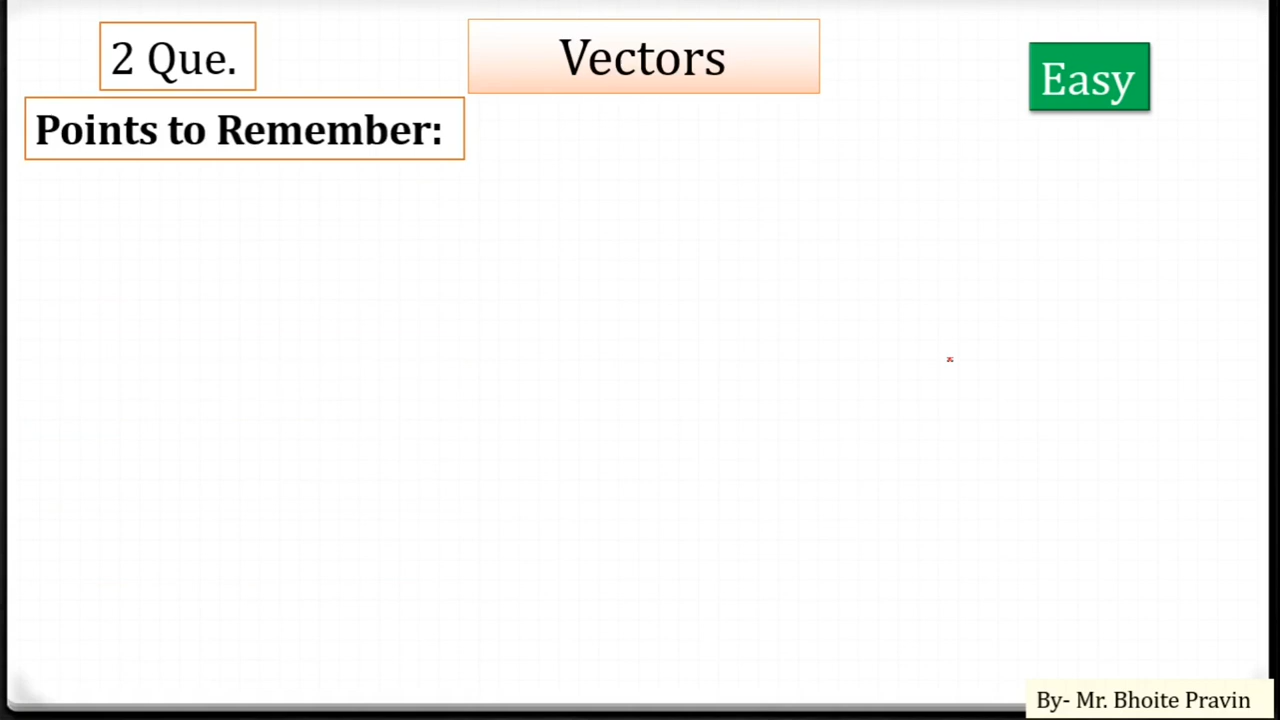 2 Que.
Vectors
Easy
Points to Remember:
By- Mr. Bhoite Pravin